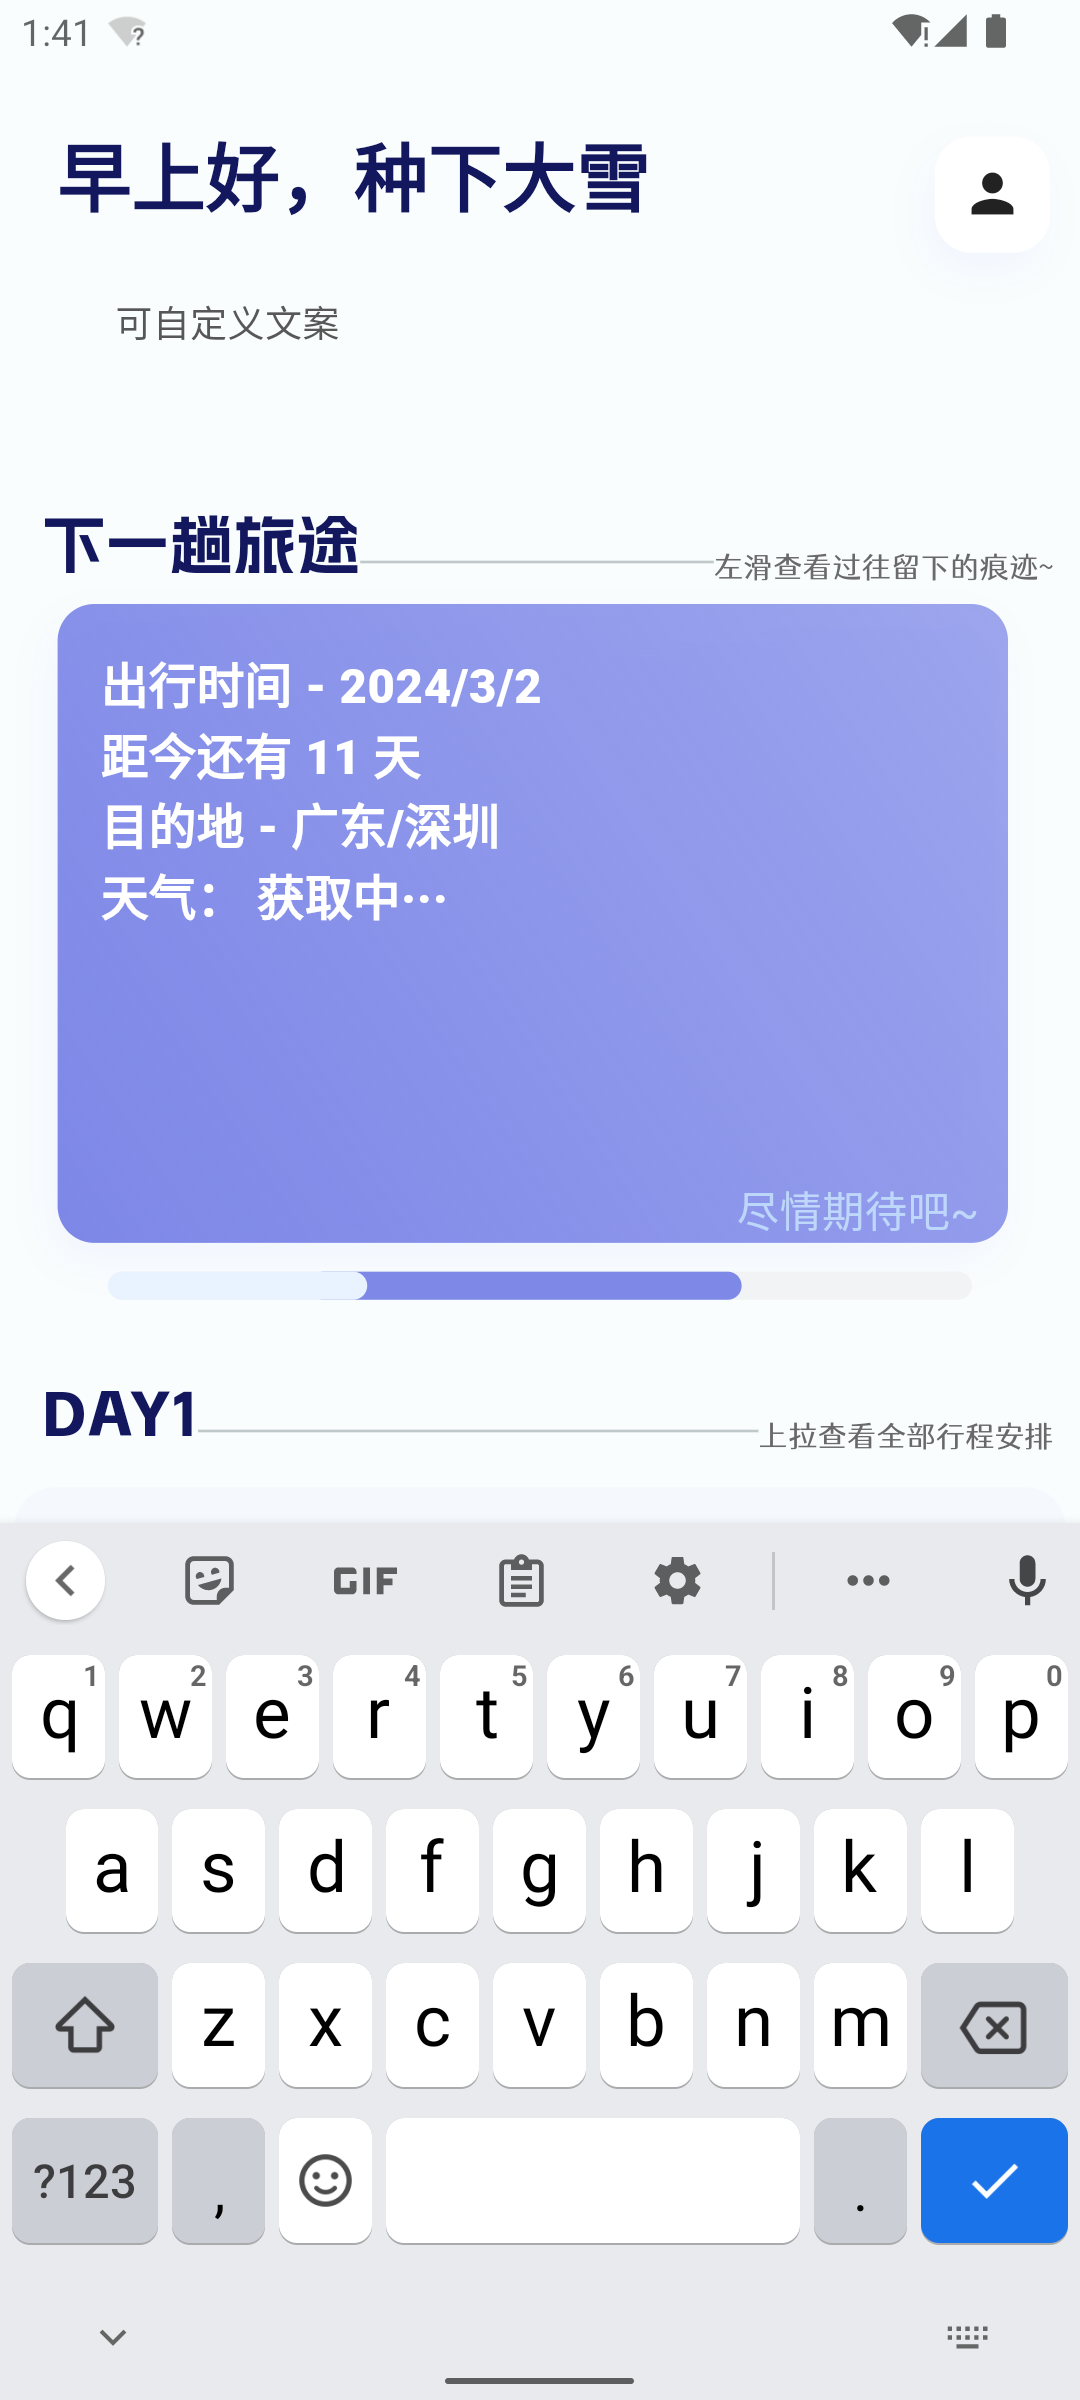 1:41
早上好，种下大雪
可自定义文案
下一趟旅途
左滑查看过往留下的痕迹~
出行时间 - 2024/3/2
距今还有 11 天
目的地 - 广东/深圳
天气： 获取中···
尽情期待吧~
DAY1
上拉查看全部行程安排
GIF
1 2 3 4 5 6 7 8 9 0
q w e r t y u i o p
a s d f g h j k l
z x c v b n m
?123 , .